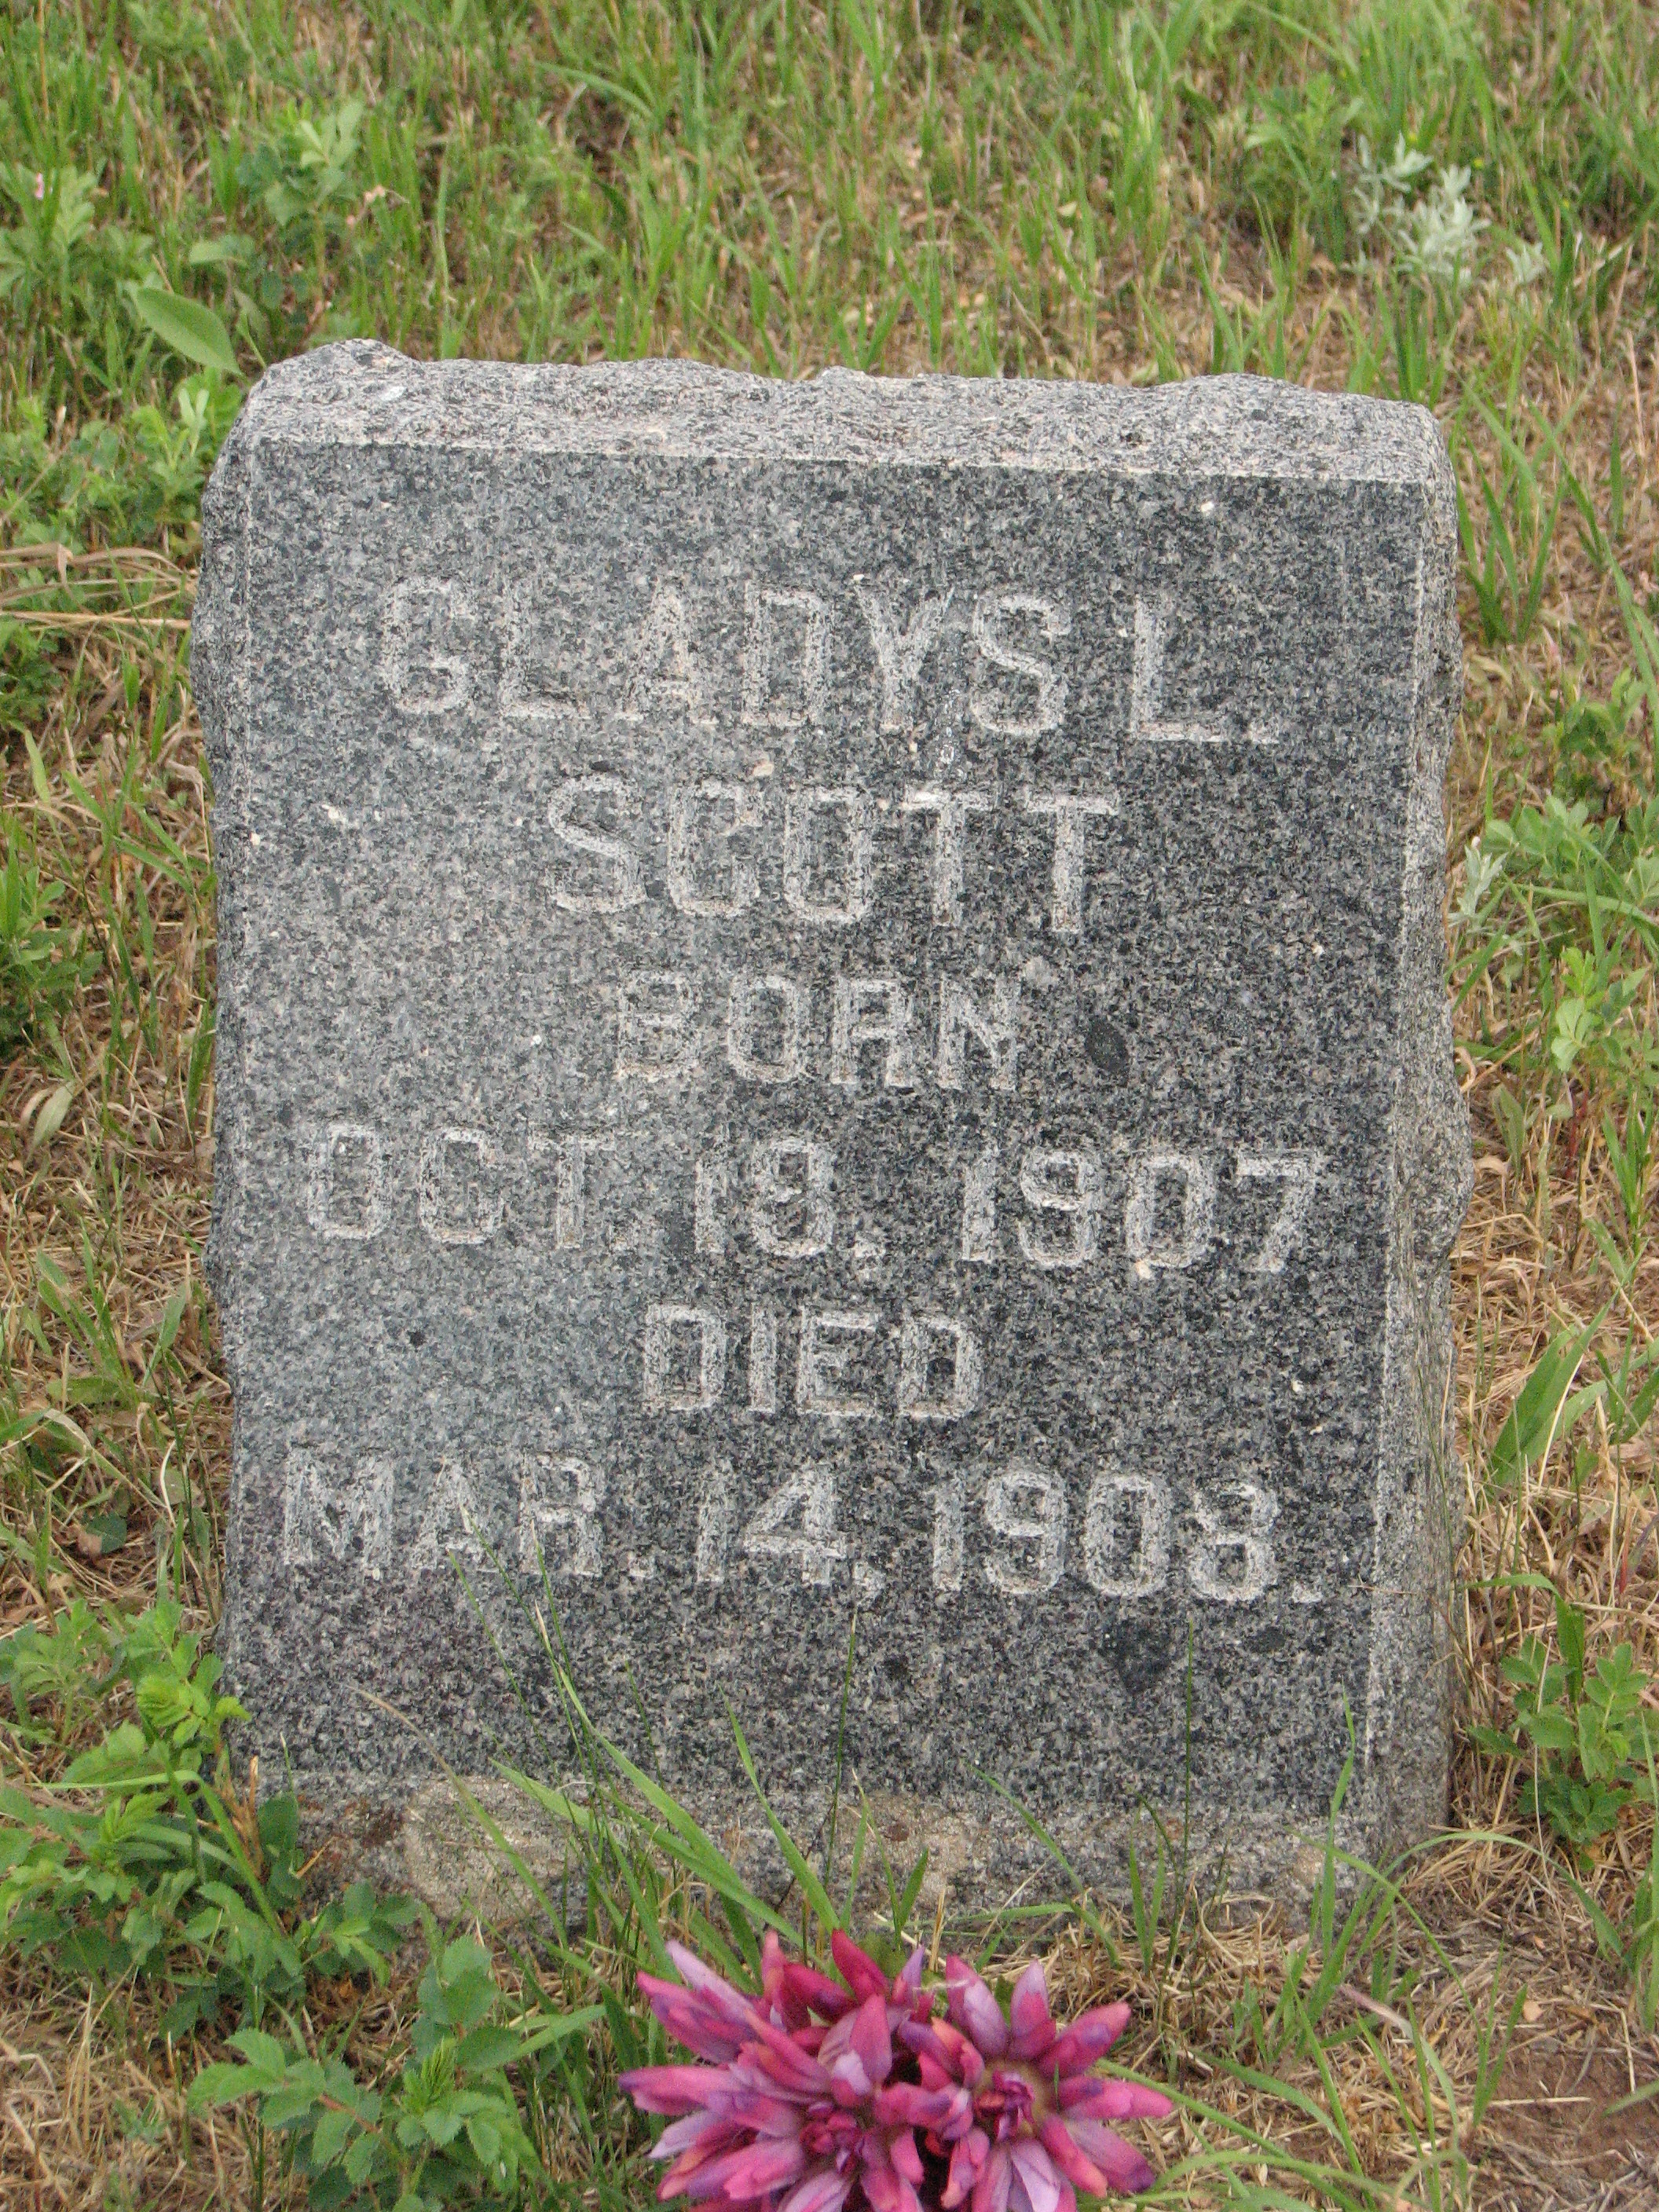 GLADYS L.
SCOTT
BORN
OCT. 18, 1907
DIED
MAR. 14, 1908.